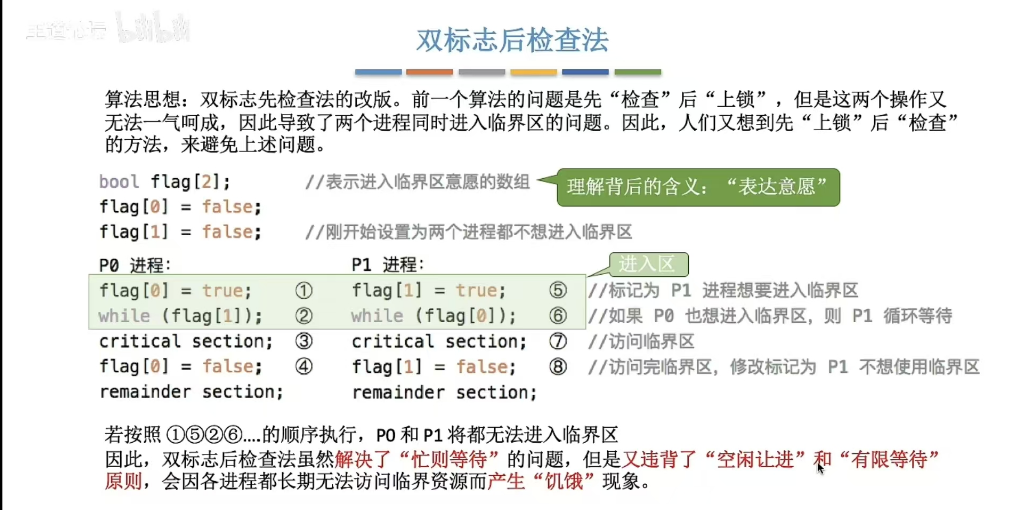 双标志后检查法
算法思想：双标志先检查法的改版。前一个算法的问题是先“检查”后“上锁”，但是这两个操作又
无法一气呵成，因此导致了两个进程同时进入临界区的问题。因此，人们又想到先“上锁”后“检查”
的方法，来避免上述问题。
bool flag[2]; //表示进入临界区意愿的数组 理解背后的含义：“表达意愿”
flag[0] = false;
flag[1] = false; //刚开始设置为两个进程都不想进入临界区
P0 进程: P1 进程: 进入区
flag[0] = true; ① flag[1] = true; ⑤ //标记为 P1 进程想要进入临界区
while (flag[1]); ② while (flag[0]); ⑥ //如果 P0 也想进入临界区，则 P1 循环等待
critical section; ③ critical section; ⑦ //访问临界区
flag[0] = false; ④ flag[1] = false; ⑧ //访问完临界区，修改标记为 P1 不想使用临界区
remainder section; remainder section;
若按照 ①⑤②⑥....的顺序执行，P0 和 P1 将都无法进入临界区
因此，双标志后检查法虽然解决了“忙则等待”的问题，但是又违背了“空闲让进”和“有限等待”
原则，会因各进程都长期无法访问临界资源而产生“饥饿”现象。